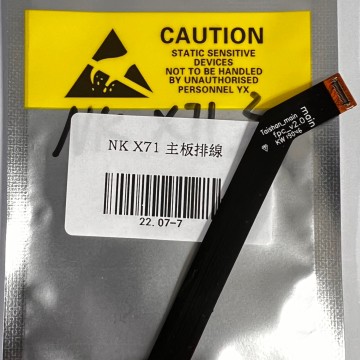 CAUTION
STATIC SENSITIVE
DEVICES
NOT TO BE HANDLED
BY UNAUTHORISED
PERSONNEL YX
NK X71 主板排線
22.07-7
main
Taishan_main
fpc_v2.0